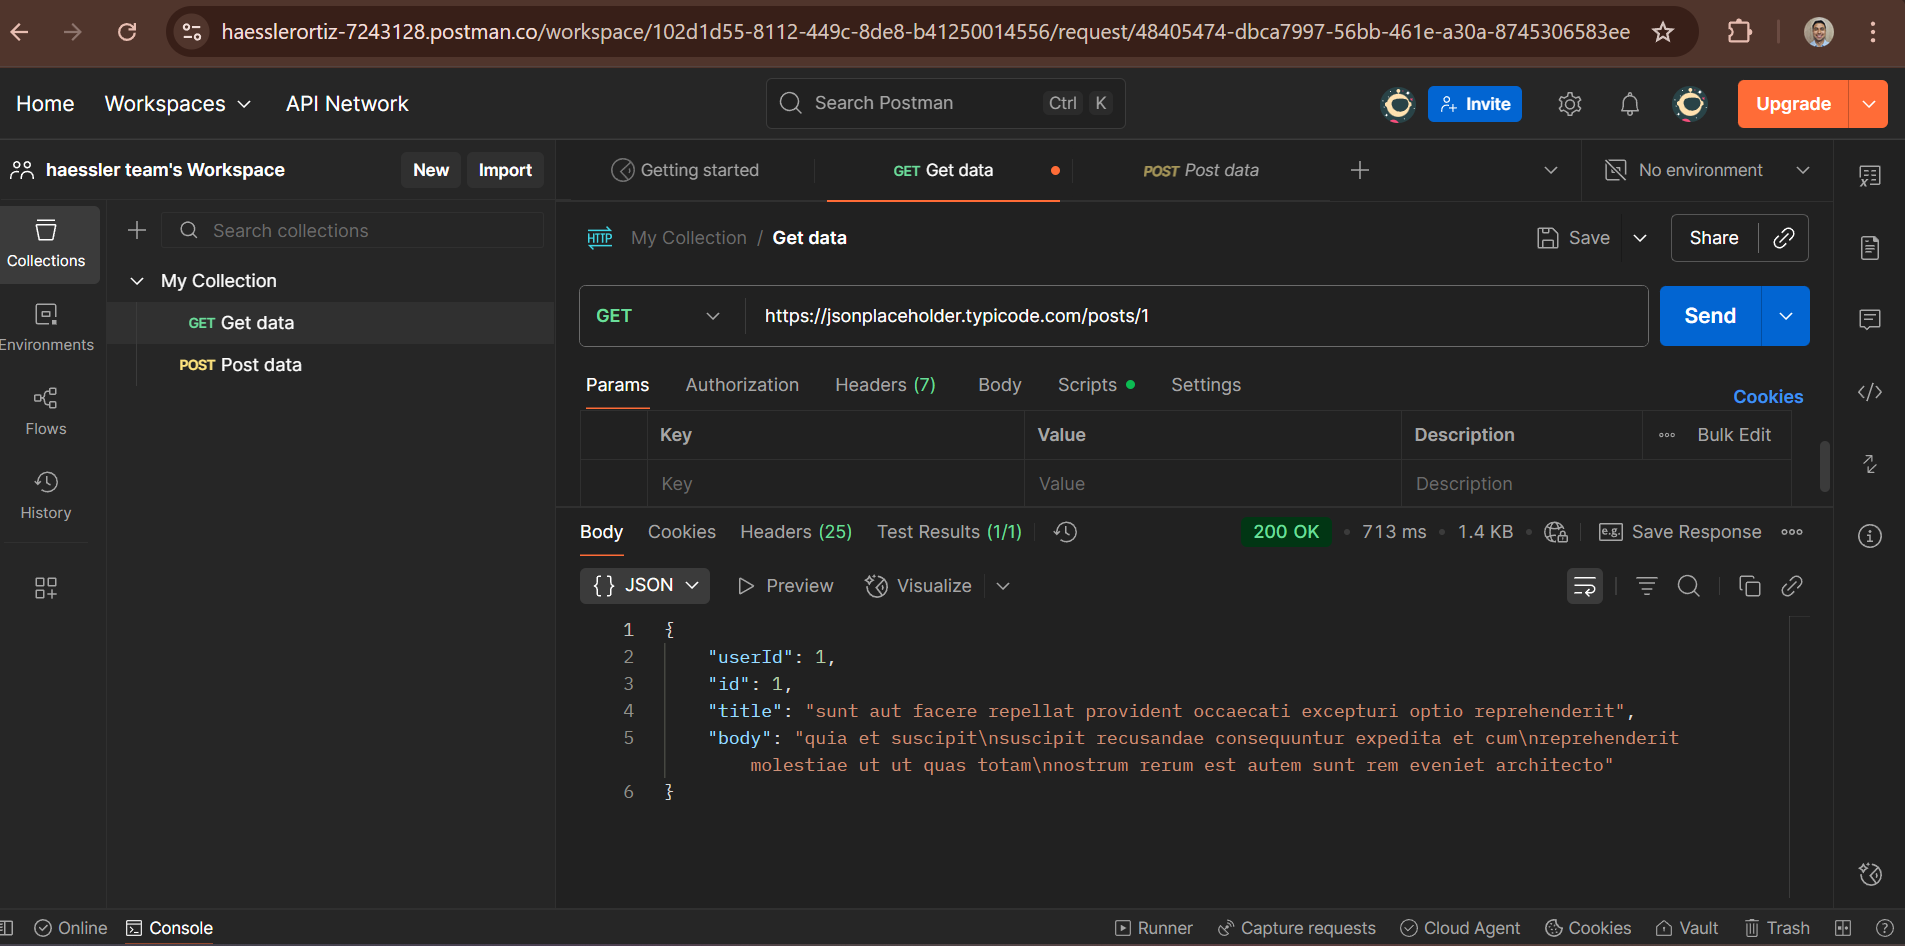 haesslerortiz-7243128.postman.co/workspace/102d1d55-8112-449c-8de8-b41250014556/request/48405474-dbca7997-56bb-461e-a30a-8745306583ee
Home Workspaces API Network Search Postman Ctrl K Invite Upgrade
haessler team's Workspace New Import
Getting started GET Get data POST Post data No environment
Collections
Environments
Flows
History
Search collections
My Collection
GET Get data
POST Post data
HTTP My Collection / Get data Save Share
GET https://jsonplaceholder.typicode.com/posts/1 Send
Params Authorization Headers (7) Body Scripts Settings Cookies
Key Value Description Bulk Edit
Key Value Description
Body Cookies Headers (25) Test Results (1/1) 200 OK 713 ms 1.4 KB e.g. Save Response
{} JSON Preview Visualize
1 {
2 "userId": 1,
3 "id": 1,
4 "title": "sunt aut facere repellat provident occaecati excepturi optio reprehenderit",
5 "body": "quia et suscipit\nsuscipit recusandae consequuntur expedita et cum\nreprehenderit
molestiae ut ut quas totam\nnostrum rerum est autem sunt rem eveniet architecto"
6 }
Online Console Runner Capture requests Cloud Agent Cookies Vault Trash